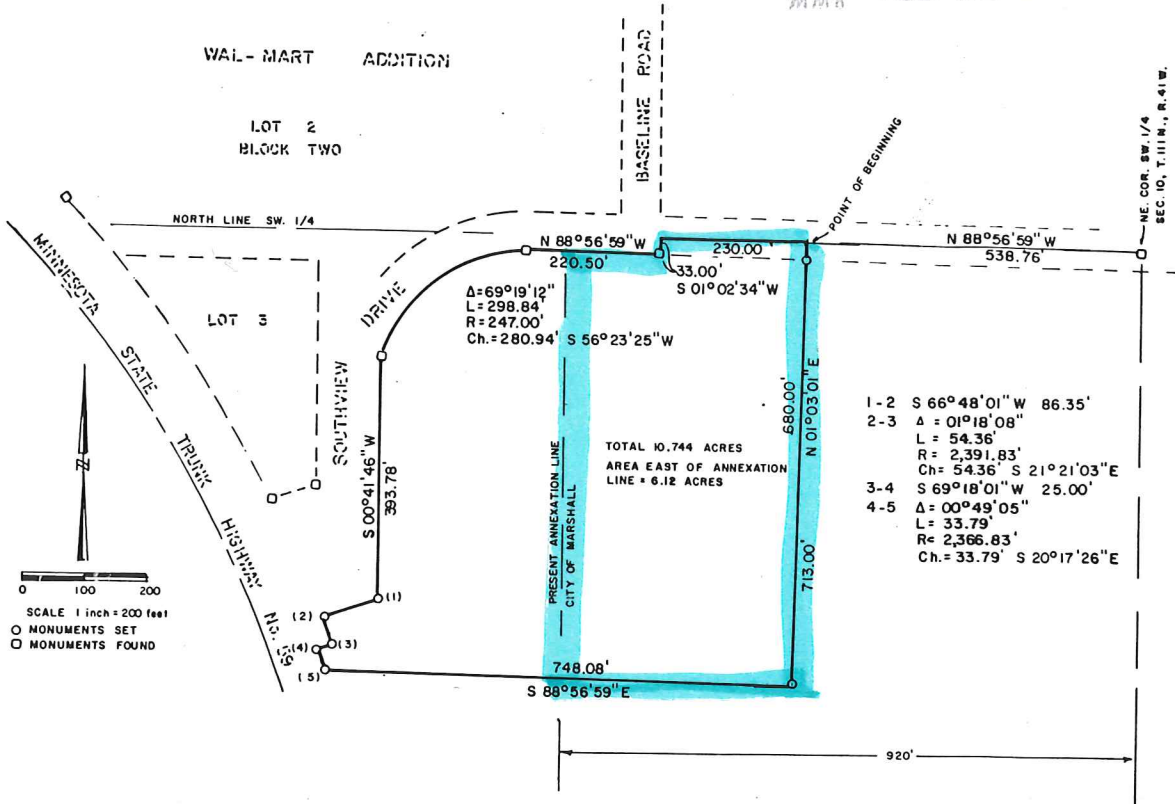 WAL-MART ADDITION
LOT 2
BLOCK TWO
BASELINE ROAD
POINT OF BEGINNING
NE. COR. SW. 1/4
SEC. 10, T. 111 N., R. 41 W.
NORTH LINE SW. 1/4
N 88°56'59" W
220.50'
230.00'
33.00'
S 01°02'34" W
N 88°56'59" W
538.76'
MINNESOTA STATE TRUNK HIGHWAY No.
LOT 3
SOUTHVIEW DRIVE
Δ=69°19'12"
L=298.84'
R=247.00'
Ch.=280.94' S 56°23'25" W
S 00°41'46" W
393.78'
PRESENT ANNEXATION LINE
CITY OF MARSHALL
TOTAL 10.744 ACRES
AREA EAST OF ANNEXATION
LINE = 6.12 ACRES
680.00'
N 01°03'01" E
713.00'
1-2 S 66°48'01" W 86.35'
2-3 Δ = 01°18'08"
L = 54.36'
R = 2,391.83'
Ch= 54.36' S 21°21'03" E
3-4 S 69°18'01" W 25.00'
4-5 Δ = 00°49'05"
L = 33.79'
R= 2,366.83'
Ch.= 33.79' S 20°17'26" E
N
0 100 200
SCALE 1 inch = 200 feet
MONUMENTS SET
MONUMENTS FOUND
(1)
(2)
(3)
(4)
(5)
748.08'
S 88°56'59" E
920'